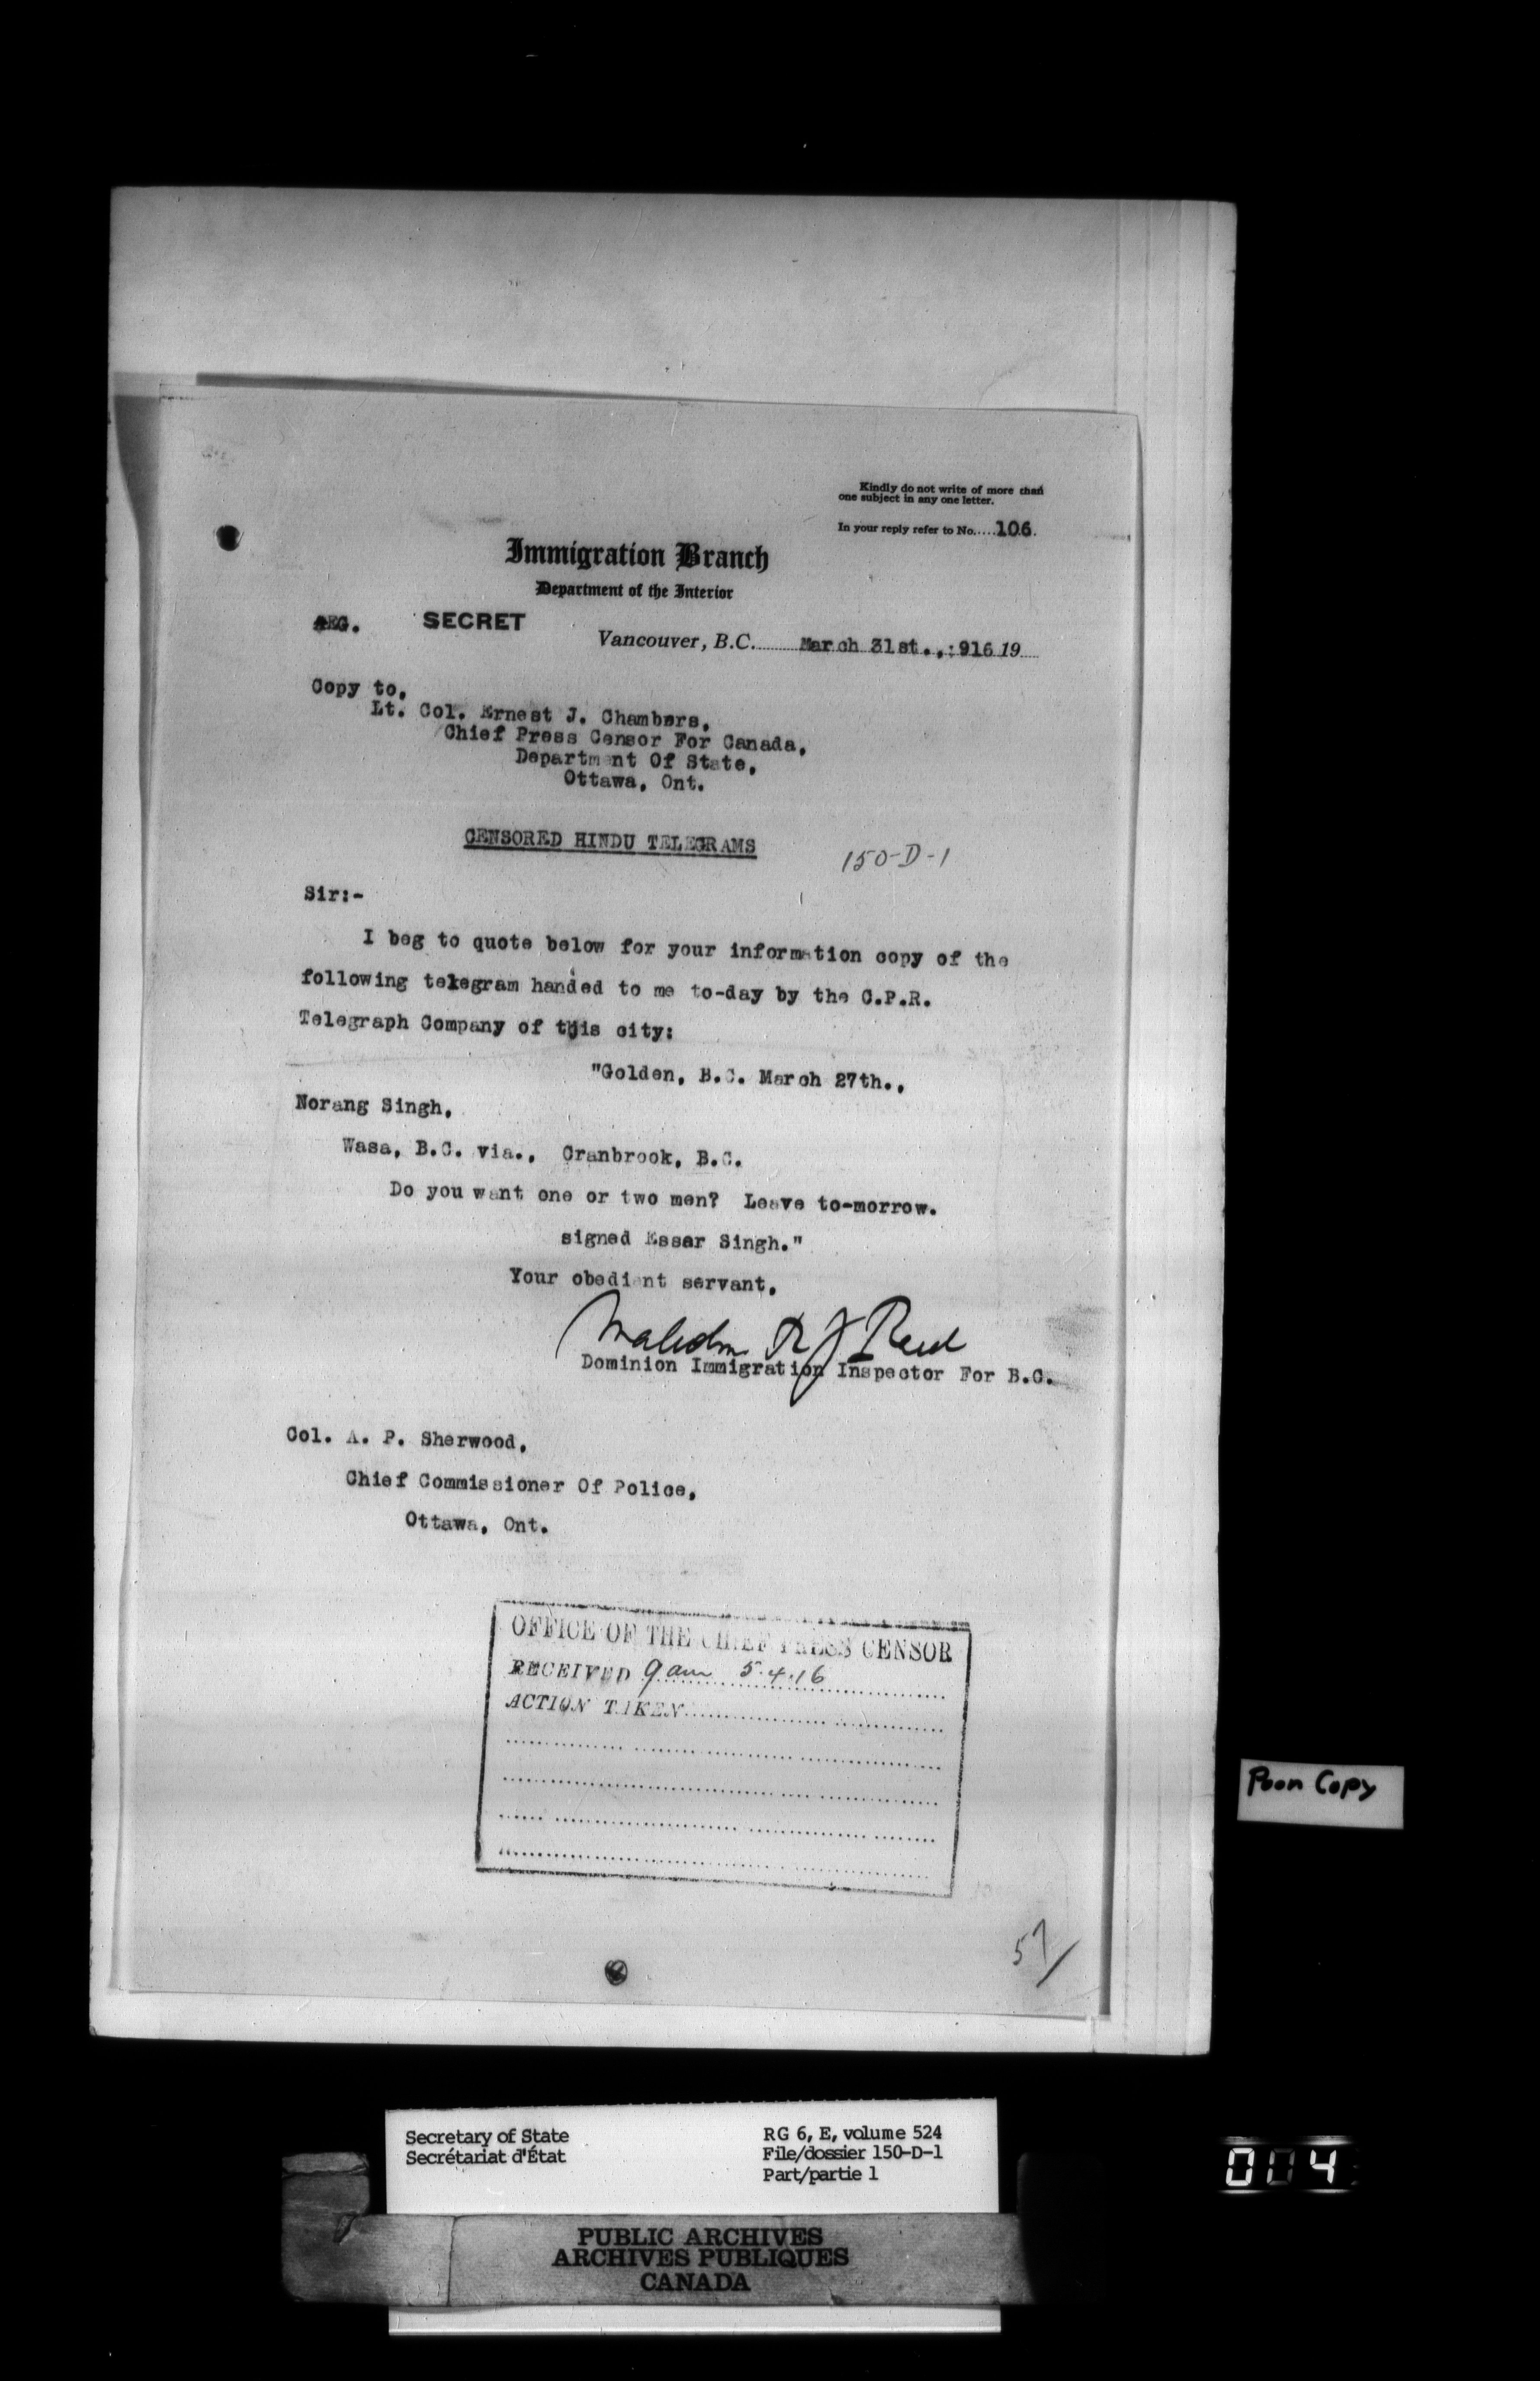 Kindly do not write of more than
one subject in any one letter.
In your reply refer to No.....106.
Immigration Branch
Department of the Interior
AEG. SECRET
Vancouver, B.C. March 31st.,:916 19
Copy to,
Lt. Col. Ernest J. Chambers,
Chief Press Censor For Canada,
Department Of State,
Ottawa, Ont.
CENSORED HINDU TELEGRAMS
150-D-1
Sir:-
I beg to quote below for your information copy of the
following telegram handed to me to-day by the C.P.R.
Telegraph Company of this city:
"Golden, B.C. March 27th.,
Norang Singh,
Wasa, B.C. via., Cranbrook, B.C.
Do you want one or two men? Leave to-morrow.
signed Essar Singh."
Your obedient servant,
Malcolm R J Reid
Dominion Immigration Inspector For B.C.
Col. A. P. Sherwood,
Chief Commissioner Of Police,
Ottawa, Ont.
OFFICE OF THE CHIEF PRESS CENSOR
RECEIVED 9 am 5.4.16
ACTION TAKEN
57
Poor Copy
Secretary of State
Secrétariat d'État
RG 6, E, volume 524
File/dossier 150-D-1
Part/partie 1
004
PUBLIC ARCHIVES
ARCHIVES PUBLIQUES
CANADA